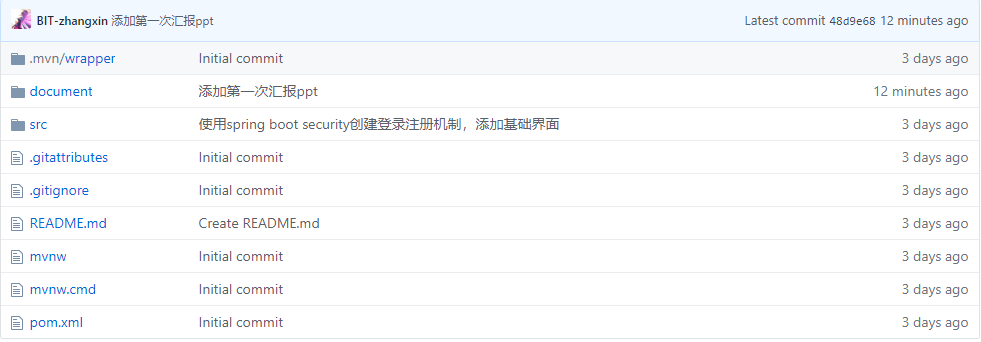 BIT-zhangxin 添加第一次汇报ppt Latest commit 48d9e68 12 minutes ago
.mvn/wrapper Initial commit 3 days ago
document 添加第一次汇报ppt 12 minutes ago
src 使用spring boot security创建登录注册机制，添加基础界面 3 days ago
.gitattributes Initial commit 3 days ago
.gitignore Initial commit 3 days ago
README.md Create README.md 3 days ago
mvnw Initial commit 3 days ago
mvnw.cmd Initial commit 3 days ago
pom.xml Initial commit 3 days ago